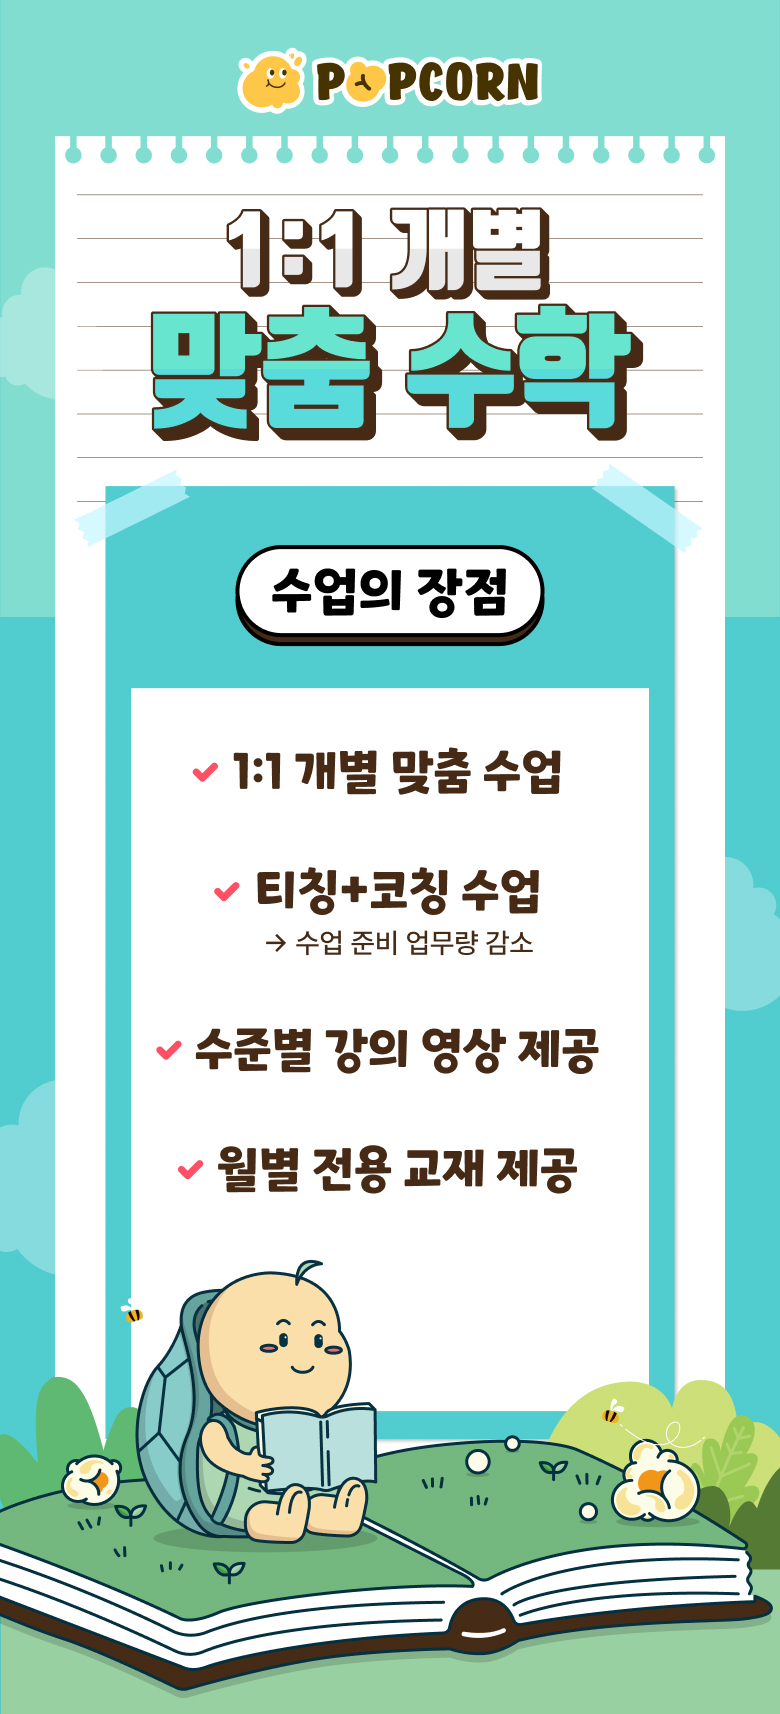 POPCORN
1:1 개별
맞춤 수학
수업의 장점
1:1 개별 맞춤 수업
티칭+코칭 수업
→ 수업 준비 업무량 감소
수준별 강의 영상 제공
월별 전용 교재 제공